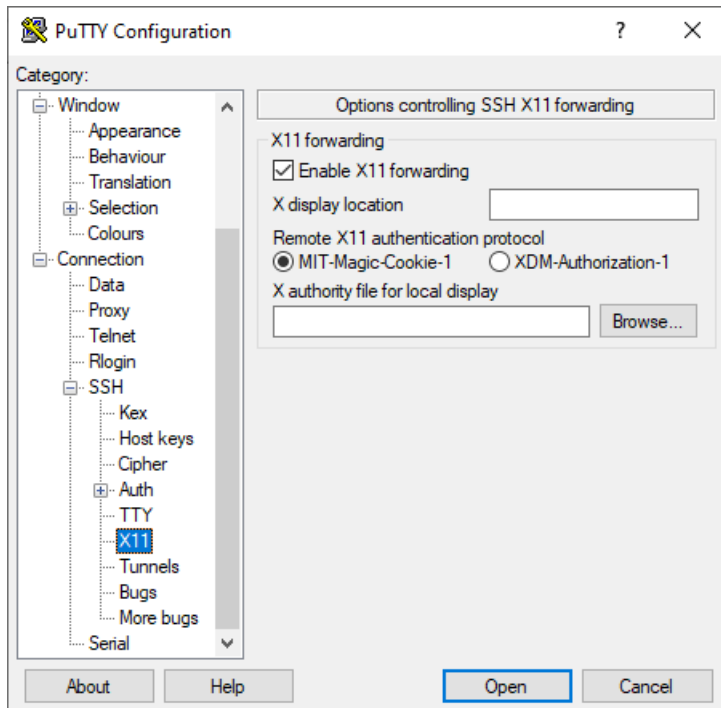 PuTTY Configuration
?
Category:
Window
Appearance
Behaviour
Translation
Selection
Colours
Connection
Data
Proxy
Telnet
Rlogin
SSH
Kex
Host keys
Cipher
Auth
TTY
X11
Tunnels
Bugs
More bugs
Serial
Options controlling SSH X11 forwarding
X11 forwarding
Enable X11 forwarding
X display location
Remote X11 authentication protocol
MIT-Magic-Cookie-1 XDM-Authorization-1
X authority file for local display
Browse...
About Help Open Cancel